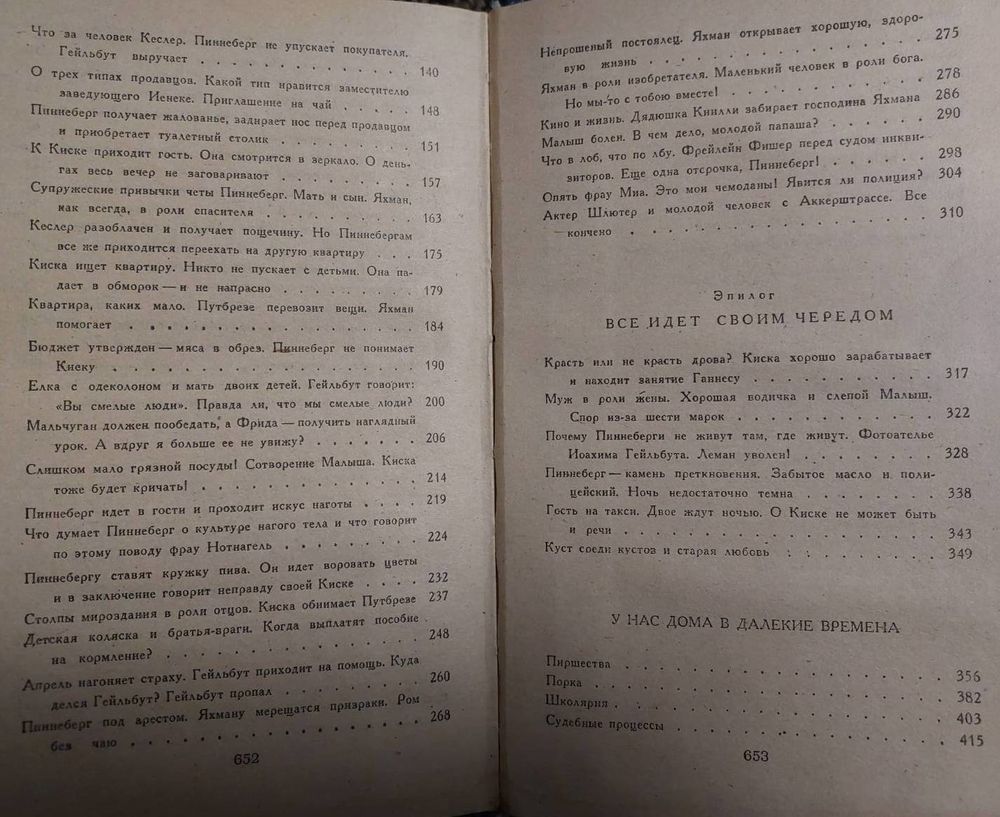 Что за человек Кеслер. Пиннеберг не упускает покупателя.
Гейльбут выручает . . . . . . . . . . . . . 140
О трех типах продавцов. Какой тип нравится заместителю
заведующего Иенеке. Приглашение на чай . . . . . 148
Пиннеберг получает жалованье, задирает нос перед продавцом
и приобретает туалетный столик . . . . . . . . . . 151
К Киске приходит гость. Она смотрится в зеркало. О день-
гах весь вечер не заговаривают . . . . . . . . . . 157
Супружеские привычки четы Пиннеберг. Мать и сын. Яхман,
как всегда, в роли спасителя . . . . . . . . . . . 163
Кеслер разоблачен и получает пощечину. Но Пиннебергам
все же приходится переехать на другую квартиру . . . 175
Киска ищет квартиру. Никто не пускает с детьми. Она па-
дает в обморок — и не напрасно . . . . . . . . . . 179
Квартира, каких мало. Путбрезе перевозит вещи. Яхман
помогает . . . . . . . . . . . . . . . . 184
Бюджет утвержден — мяса в обрез. Пиннеберг не понимает
Киску . . . . . . . . . . . . . . . . . 190
Елка с одеколоном и мать двоих детей. Гейльбут говорит:
«Вы смелые люди». Правда ли, что мы смелые люди? 200
Мальчуган должен пообедать, а Фрида — получить наглядный
урок. А вдруг я больше ее не увижу? . . . . . . . 206
Слишком мало грязной посуды! Сотворение Малыша. Киска
тоже будет кричать! . . . . . . . . . . . . . 214
Пиннеберг идет в гости и проходит искус наготы . . . . 219
Что думает Пиннеберг о культуре нагого тела и что говорит
по этому поводу фрау Нотнагель . . . . . . . . . 224
Пиннебергу ставят кружку пива. Он идет воровать цветы
и в заключение говорит неправду своей Киске . . . . 232
Столпы мироздания в роли отцов. Киска обнимает Путбрезе 237
Детская коляска и братья-враги. Когда выплатят пособие
на кормление? . . . . . . . . . . . . . . . 248
Апрель нагоняет страху. Гейльбут приходит на помощь. Куда
делся Гейльбут? Гейльбут пропал . . . . . . . . . 260
Пиннеберг под арестом. Яхману мерещатся призраки. Ром
без чаю . . . . . . . . . . . . . . . . 268
652
Непрошеный постоялец. Яхман открывает хорошую, здоро-
вую жизнь . . . . . . . . . . . . . . . 275
Яхман в роли изобретателя. Маленький человек в роли бога.
Но мы-то с тобою вместе! . . . . . . . . . . . 278
Кино и жизнь. Дядюшка Книлли забирает господина Яхмана 286
Малыш болен. В чем дело, молодой папаша? . . . . . 290
Что в лоб, что по лбу. Фрейлейн Фишер перед судом инкви-
зиторов. Еще одна отсрочка, Пиннеберг! . . . . . . 298
Опять фрау Миа. Это мои чемоданы! Явится ли полиция? 304
Актер Шлютер и молодой человек с Аккерштрассе. Все
— кончено . . . . . . . . . . . . . . . 310
Эпилог
ВСЕ ИДЕТ СВОИМ ЧЕРЕДОМ
Красть или не красть дрова? Киска хорошо зарабатывает
и находит занятие Ганнесу . . . . . . . . . . . 317
Муж в роли жены. Хорошая водичка и слепой Малыш.
Спор из-за шести марок . . . . . . . . . . . . 322
Почему Пиннеберги не живут там, где живут. Фотоателье
Иоахима Гейльбута. Леман уволен! . . . . . . . . 328
Пиннеберг — камень преткновения. Забытое масло и поли-
цейский. Ночь недостаточно темна . . . . . . . . 338
Гость на такси. Двое ждут ночью. О Киске не может быть
и речи . . . . . . . . . . . . . . . . . 343
Куст среди кустов и старая любовь . . . . . . . . 349
У НАС ДОМА В ДАЛЕКИЕ ВРЕМЕНА
Пиршества . . . . . . . . . . . . . . . . 356
Порка . . . . . . . . . . . . . . . . . . 382
Школярия . . . . . . . . . . . . . . . . . 403
Судебные процессы . . . . . . . . . . . . . 415
653